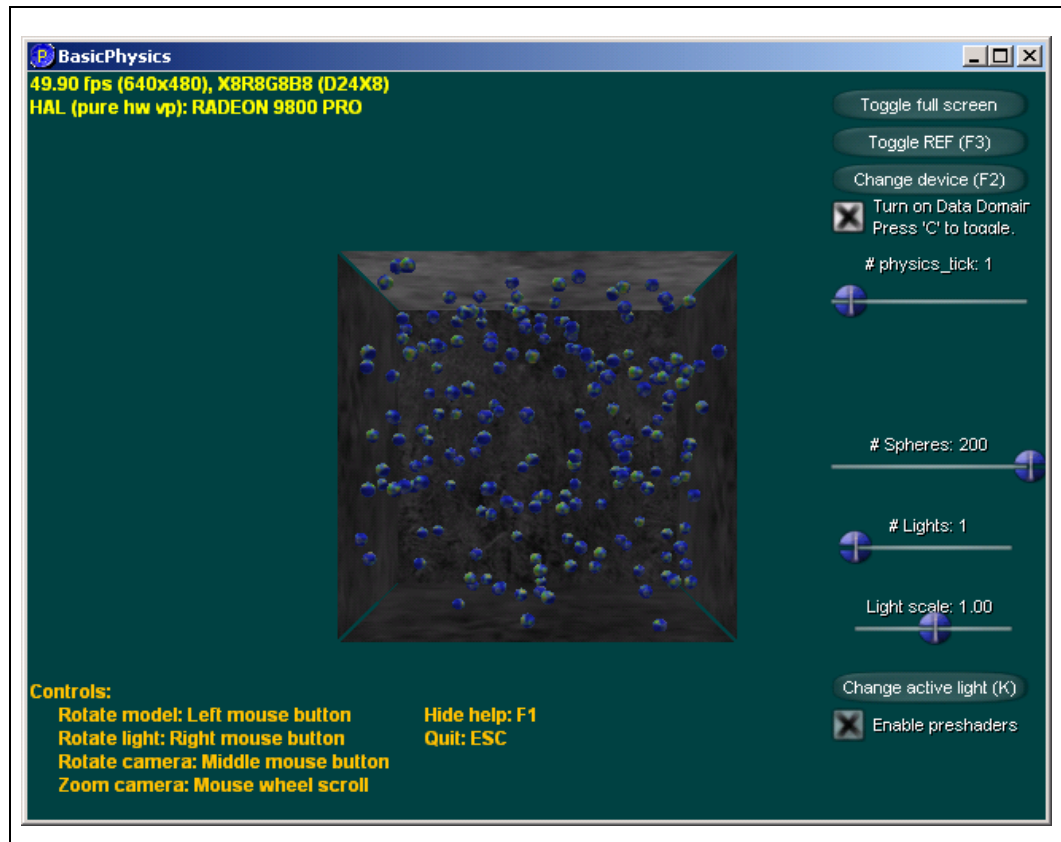 BasicPhysics
49.90 fps (640x480), X8R8G8B8 (D24X8)
HAL (pure hw vp): RADEON 9800 PRO
Toggle full screen
Toggle REF (F3)
Change device (F2)
Turn on Data Domain
Press 'C' to toggle.
# physics_tick: 1
# Spheres: 200
# Lights: 1
Light scale: 1.00
Change active light (K)
Enable preshaders
Controls:
Rotate model: Left mouse button
Rotate light: Right mouse button
Rotate camera: Middle mouse button
Zoom camera: Mouse wheel scroll
Hide help: F1
Quit: ESC